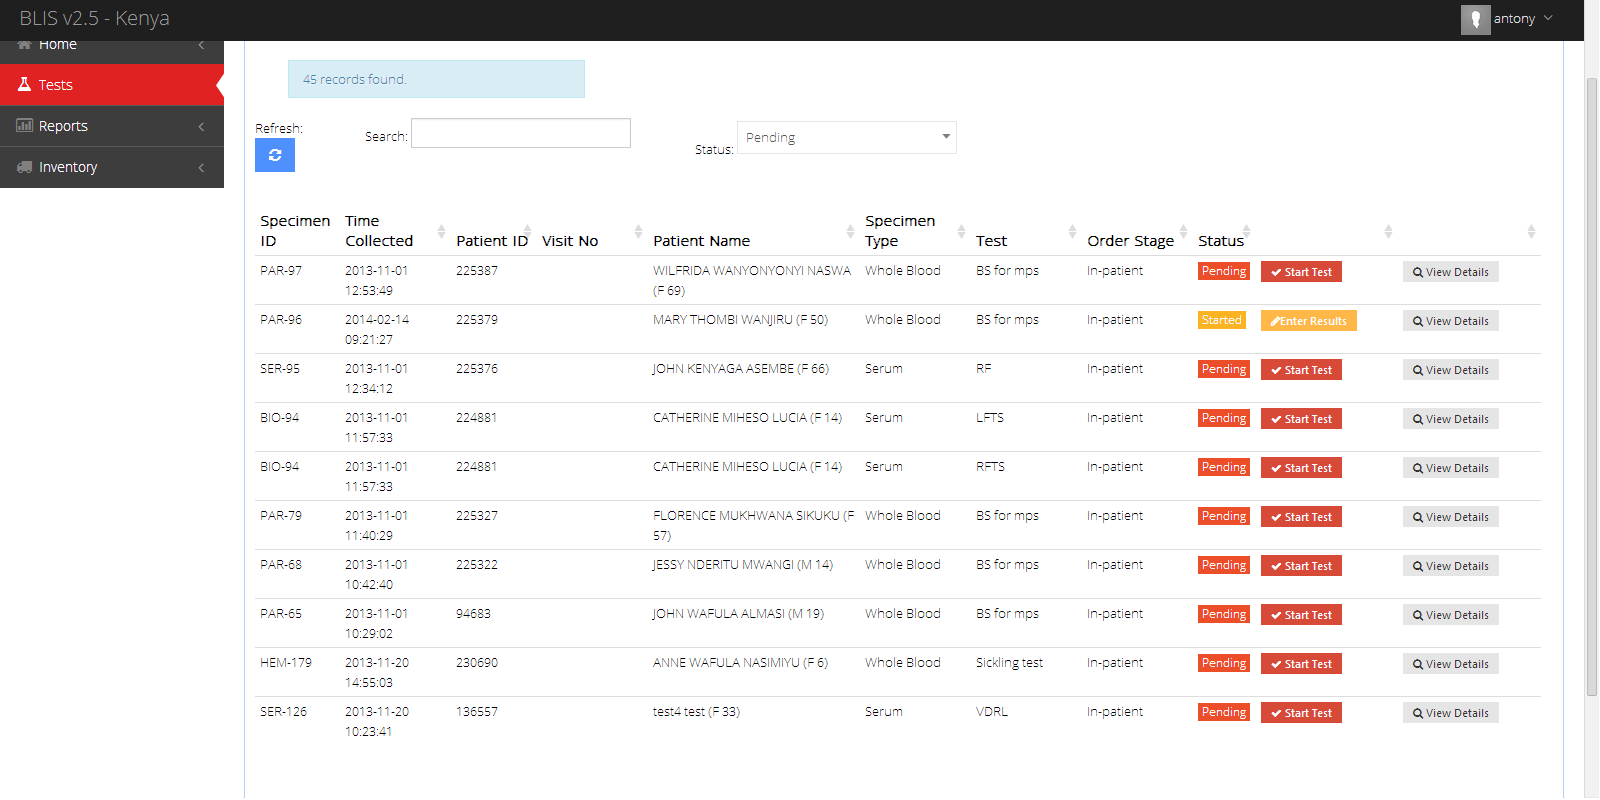 BLIS v2.5 - Kenya
antony
Home
Tests
Reports
Inventory
45 records found.
Refresh:
Search:
Status: Pending
Specimen ID Time Collected Patient ID Visit No Patient Name Specimen Type Test Order Stage Status
PAR-97 2013-11-01 12:53:49 225387 WILFRIDA WANYONYONYI NASWA (F 69) Whole Blood BS for mps In-patient Pending Start Test View Details
PAR-96 2014-02-14 09:21:27 225379 MARY THOMBI WANJIRU (F 50) Whole Blood BS for mps In-patient Started Enter Results View Details
SER-95 2013-11-01 12:34:12 225376 JOHN KENYAGA ASEMBE (F 66) Serum RF In-patient Pending Start Test View Details
BIO-94 2013-11-01 11:57:33 224881 CATHERINE MIHESO LUCIA (F 14) Serum LFTS In-patient Pending Start Test View Details
BIO-94 2013-11-01 11:57:33 224881 CATHERINE MIHESO LUCIA (F 14) Serum RFTS In-patient Pending Start Test View Details
PAR-79 2013-11-01 11:40:29 225327 FLORENCE MUKHWANA SIKUKU (F 57) Whole Blood BS for mps In-patient Pending Start Test View Details
PAR-68 2013-11-01 10:42:40 225322 JESSY NDERITU MWANGI (M 14) Whole Blood BS for mps In-patient Pending Start Test View Details
PAR-65 2013-11-01 10:29:02 94683 JOHN WAFULA ALMASI (M 19) Whole Blood BS for mps In-patient Pending Start Test View Details
HEM-179 2013-11-20 14:55:03 230690 ANNE WAFULA NASIMIYU (F 6) Whole Blood Sickling test In-patient Pending Start Test View Details
SER-126 2013-11-20 10:23:41 136557 test4 test (F 33) Serum VDRL In-patient Pending Start Test View Details